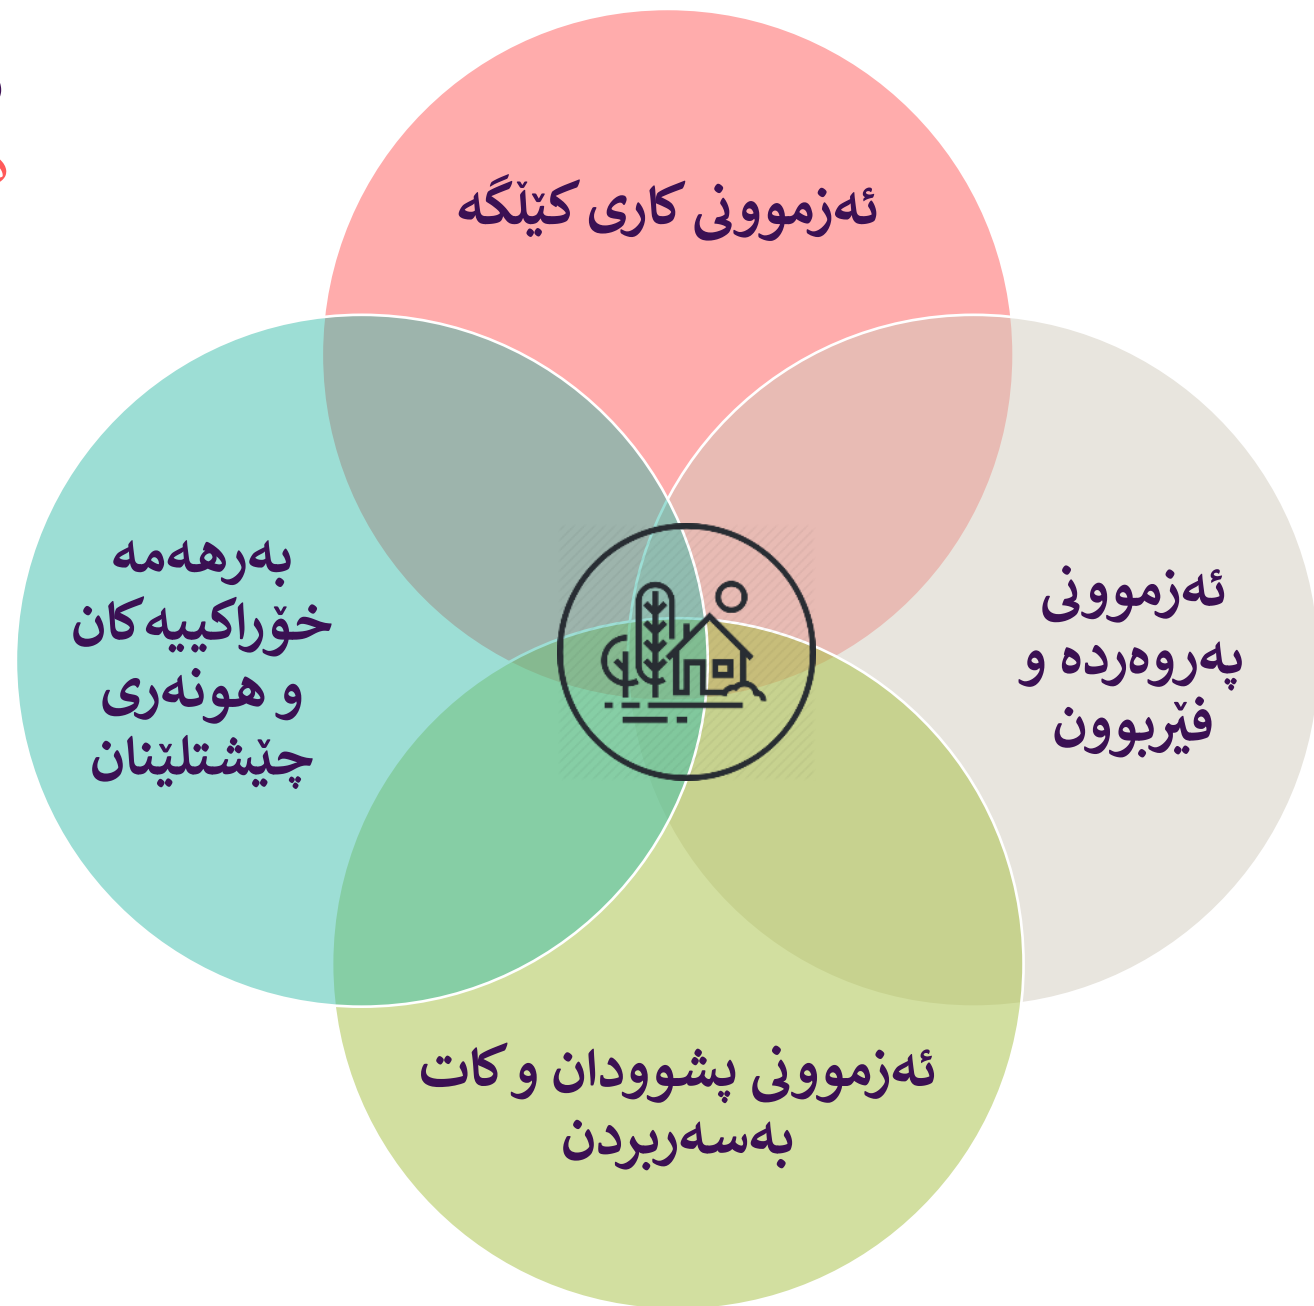 ئەزموونی کاری کێڵگە
ئەزموونی
پەروەردە و
فێربوون
بەرهەمە
خۆراکییەکان
و هونەری
چێشتلێنان
ئەزموونی پشوودان و کات
بەسەربردن